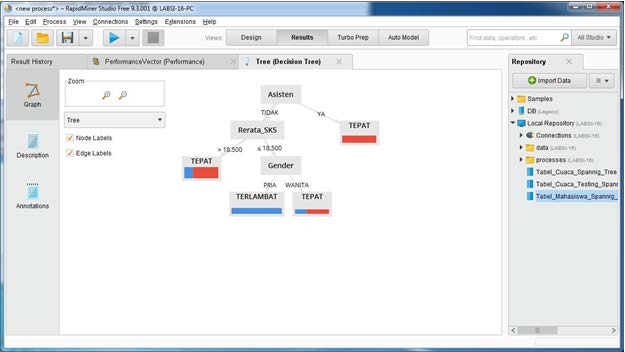 <new process*> – RapidMiner Studio Free 9.3.001 @ LABSI-16-PC
File Edit Process View Connections Settings Extensions Help
Views: Design Results Turbo Prep Auto Model
Find data, operators...etc
All Studio
Result History
PerformanceVector (Performance)
Tree (Decision Tree)
Repository
Graph
Description
Annotations
Zoom
Tree
Node Labels
Edge Labels
Asisten
TIDAK
YA
Rerata_SKS
TEPAT
> 18.500
≤ 18.500
TEPAT
Gender
PRIA
WANITA
TERLAMBAT
TEPAT
Import Data
Samples
DB (Legacy)
Local Repository (LABSI-16)
Connections (LABSI-16)
data (LABSI-16)
processes (LABSI-16)
Tabel_Cuaca_Spannig_Tree
Tabel_Cuaca_Testing_Spann
Tabel_Mahasiswa_Spannig_